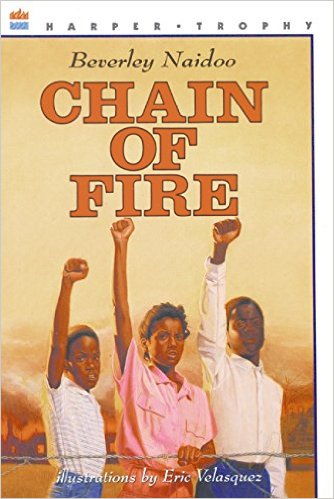 HARPER • TROPHY
Beverley Naidoo
CHAIN
OF
FIRE
illustrations by Eric Velasquez